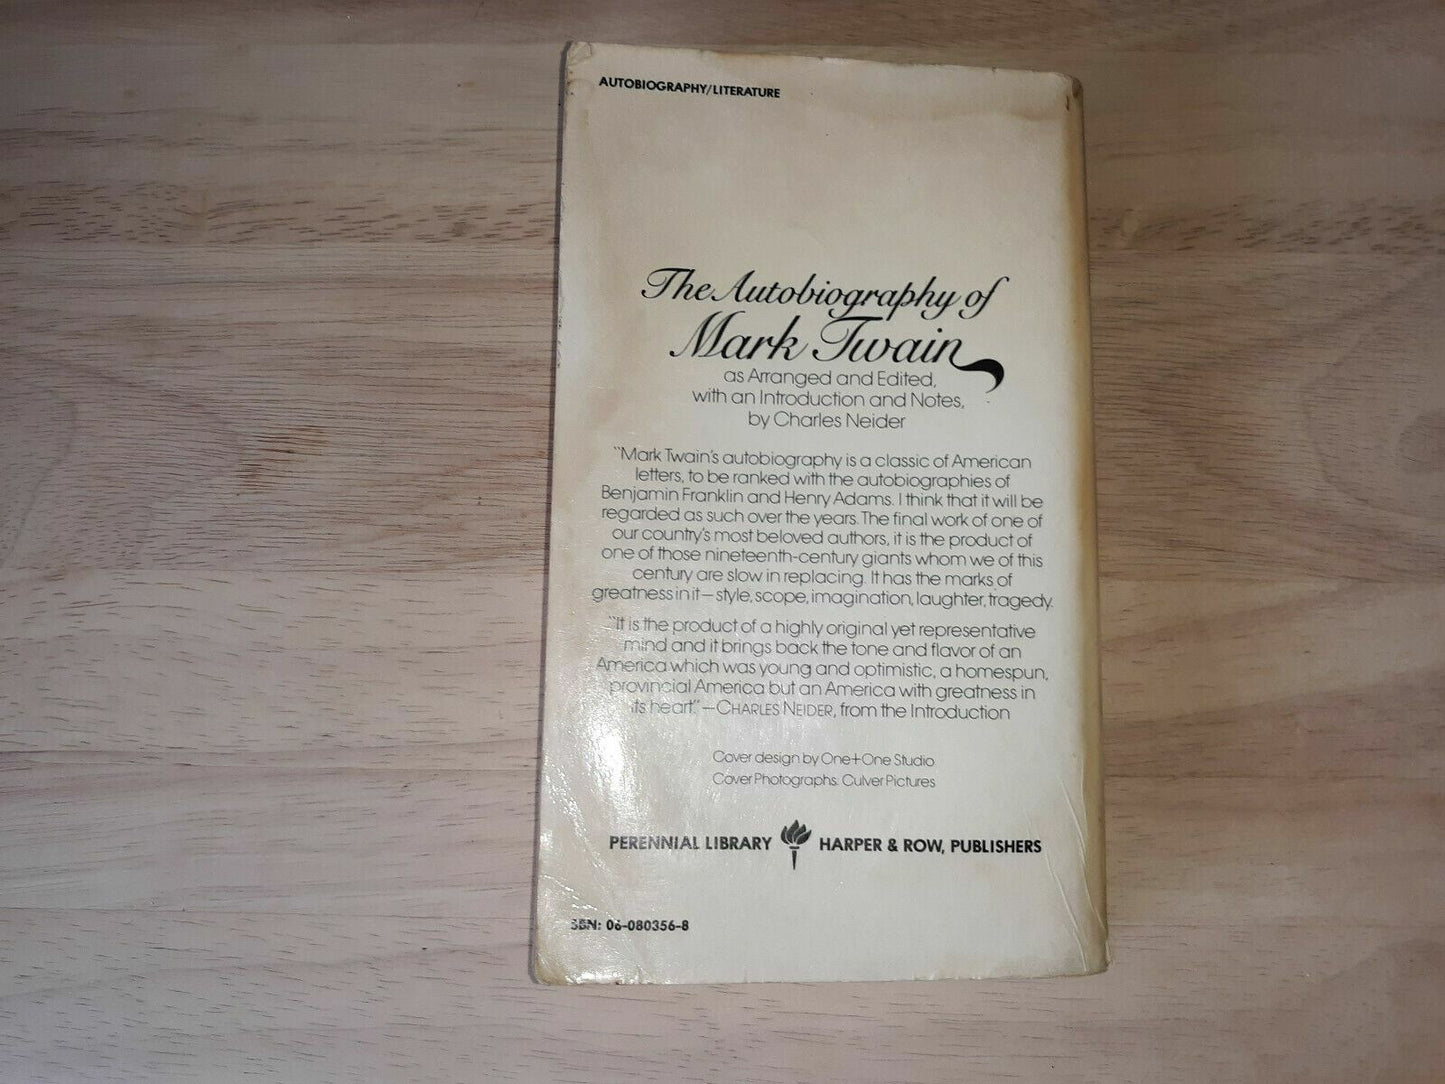 AUTOBIOGRAPHY/LITERATURE
The Autobiography of
Mark Twain
as Arranged and Edited,
with an Introduction and Notes,
by Charles Neider
"Mark Twain's autobiography is a classic of American
letters, to be ranked with the autobiographies of
Benjamin Franklin and Henry Adams. I think that it will be
regarded as such over the years. The final work of one of
our country's most beloved authors, it is the product of
one of those nineteenth-century giants whom we of this
century are slow in replacing. It has the marks of
greatness in it—style, scope, imagination, laughter, tragedy.
"It is the product of a highly original yet representative
mind and it brings back the tone and flavor of an
America which was young and optimistic, a homespun,
provincial America but an America with greatness in
its heart."—CHARLES NEIDER, from the Introduction
Cover design by One+One Studio
Cover Photographs: Culver Pictures
PERENNIAL LIBRARY HARPER & ROW, PUBLISHERS
SBN: 06-080356-8